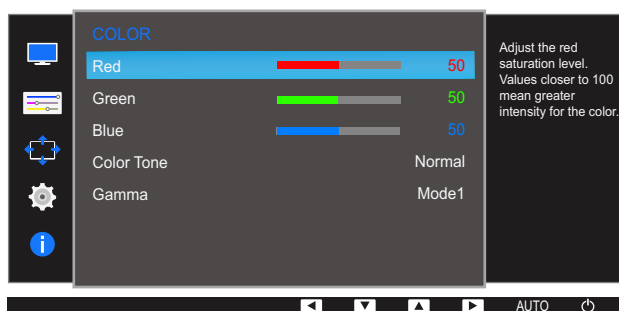 COLOR
Red 50
Green 50
Blue 50
Color Tone Normal
Gamma Mode1
Adjust the red
saturation level.
Values closer to 100
mean greater
intensity for the color.
AUTO